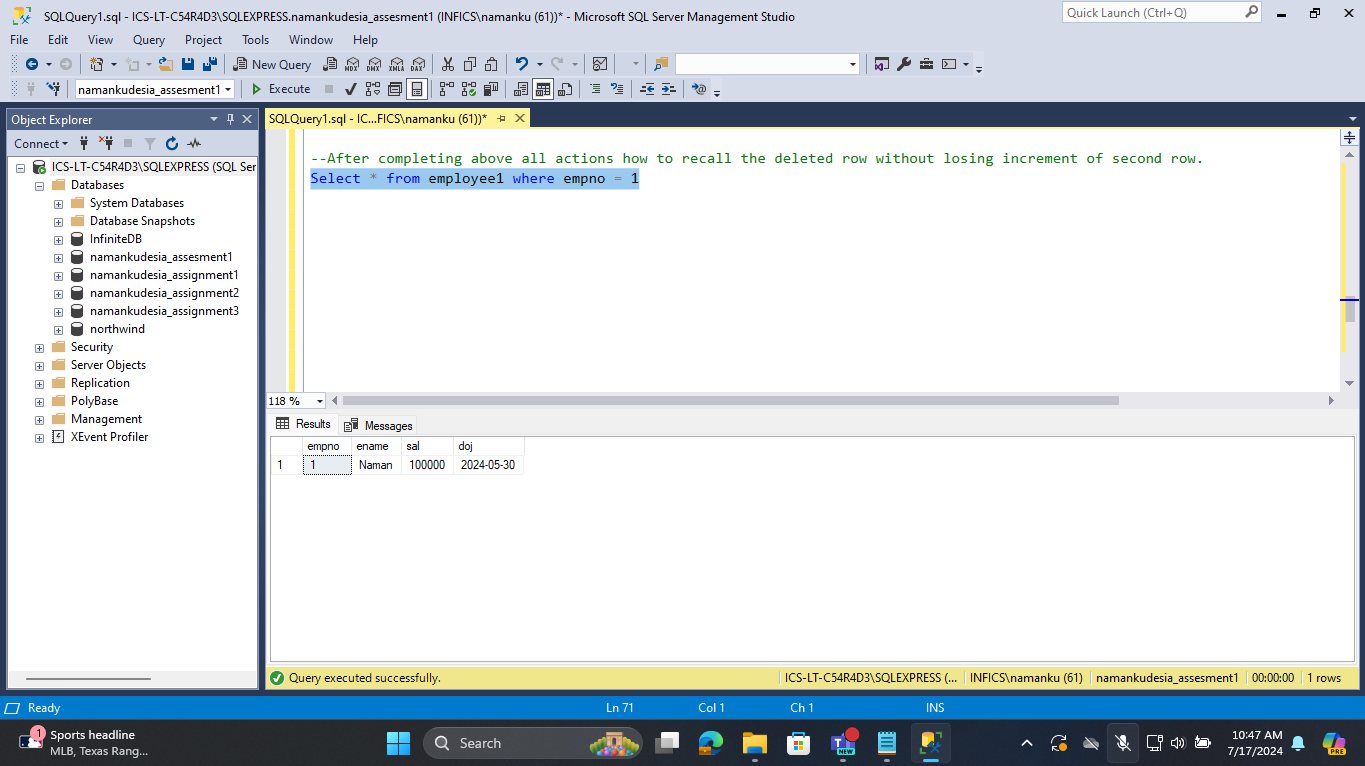 SQLQuery1.sql - ICS-LT-C54R4D3\SQLEXPRESS.namankudesia_assesment1 (INFICS\namanku (61))* - Microsoft SQL Server Management Studio
Quick Launch (Ctrl+Q)
File Edit View Query Project Tools Window Help
New Query MDX DMX XMLA DAX
namankudesia_assesment1 Execute
Object Explorer
SQLQuery1.sql - IC...FICS\namanku (61))*
Connect
ICS-LT-C54R4D3\SQLEXPRESS (SQL Ser
Databases
System Databases
Database Snapshots
InfiniteDB
namankudesia_assesment1
namankudesia_assignment1
namankudesia_assignment2
namankudesia_assignment3
northwind
Security
Server Objects
Replication
PolyBase
Management
XEvent Profiler
--After completing above all actions how to recall the deleted row without losing increment of second row.
Select * from employee1 where empno = 1
118 %
Results Messages
empno ename sal doj
1 1 Naman 100000 2024-05-30
Query executed successfully.
ICS-LT-C54R4D3\SQLEXPRESS (... INFICS\namanku (61) namankudesia_assesment1 00:00:00 1 rows
Ready Ln 71 Col 1 Ch 1 INS
1
Sports headline
MLB, Texas Rang...
Search
NEW
10:47 AM
7/17/2024
PRE